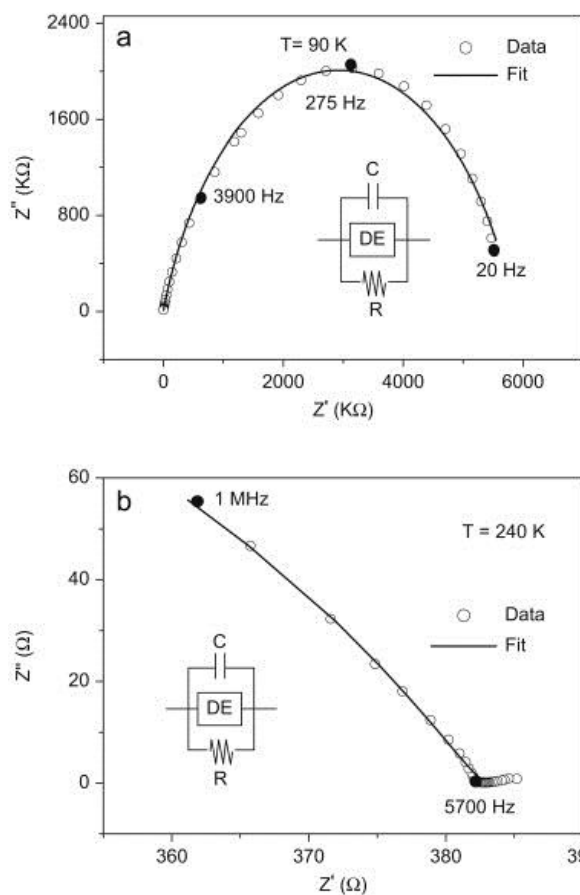 a
T= 90 K
Data
Fit
275 Hz
3900 Hz
20 Hz
C
DE
R
2400
1600
800
0
Z'' (KΩ)
0 2000 4000 6000
Z' (KΩ)
b
1 MHz
T = 240 K
Data
Fit
C
DE
R
5700 Hz
60
40
20
0
Z'' (Ω)
360 370 380 39
Z' (Ω)